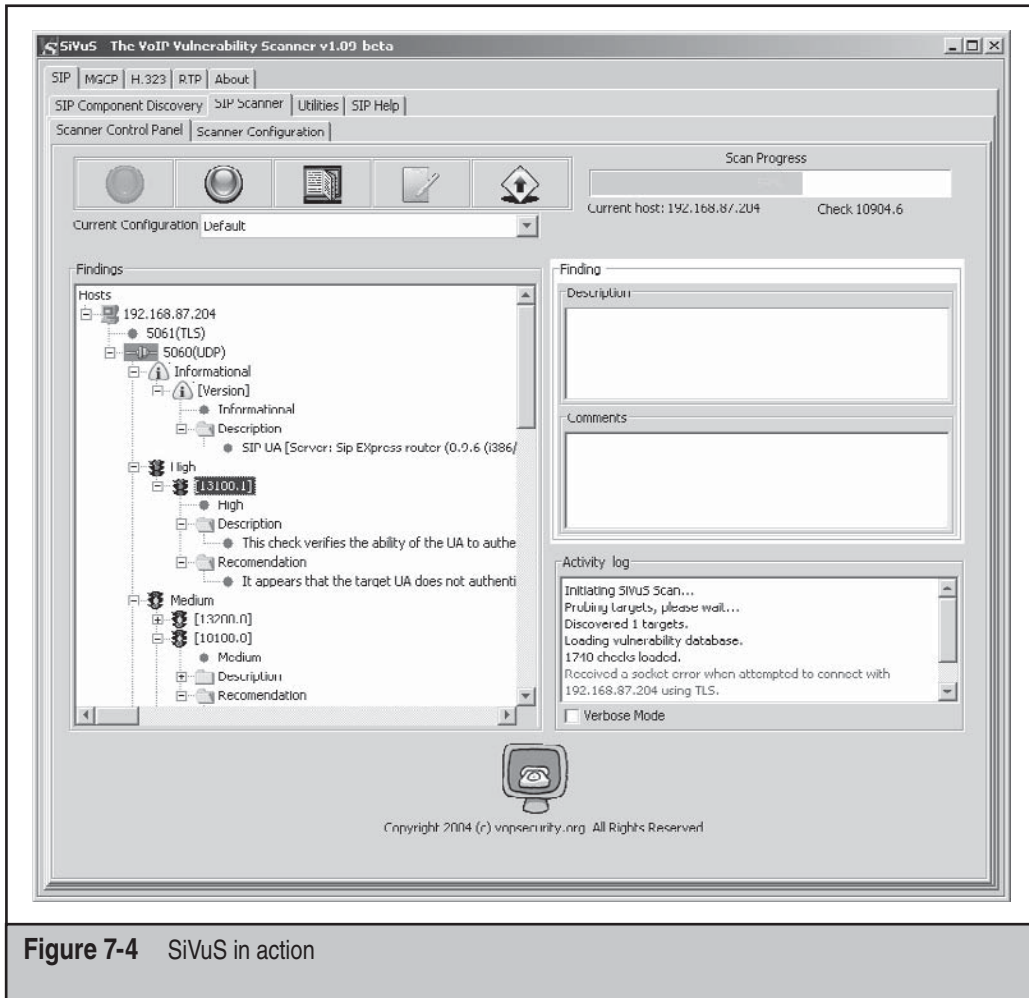 SiVuS The VoIP Vulnerability Scanner v1.09 beta
SIP MGCP H.323 RTP About
SIP Component Discovery SIP Scanner Utilities SIP Help
Scanner Control Panel Scanner Configuration
Scan Progress
Current host: 192.168.87.204 Check 10904.6
Current Configuration Default
Findings
Hosts
192.168.87.204
5061(TLS)
5060(UDP)
Informational
[Version]
Informational
Description
SIP UA [Server: Sip EXpress router (0.9.6 (i386/
High
[13100.1]
High
Description
This check verifies the ability of the UA to authe
Recomendation
It appears that the target UA does not authenti
Medium
[13200.0]
[10100.0]
Medium
Description
Recomendation
Finding
Description
Comments
Activity log
Initiating SiVuS Scan...
Probing targets, please wait...
Discovered 1 targets.
Loading vulnerability database.
1740 checks loaded.
Received a socket error when attempted to connect with
192.168.87.204 using TLS.
Verbose Mode
Copyright 2004 (c) vopsecurity.org All Rights Reserved
Figure 7-4 SiVuS in action